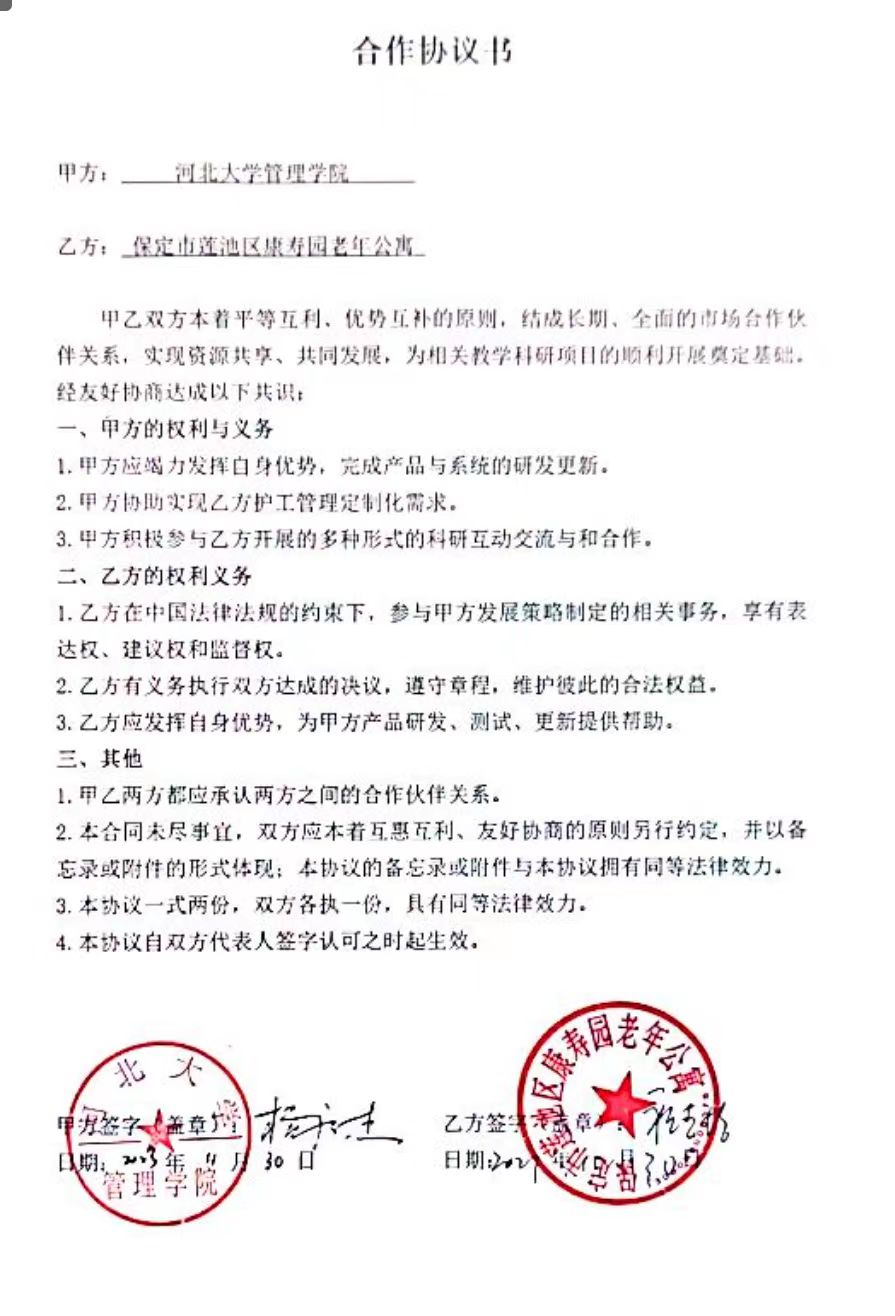 合作协议书
甲方：河北大学管理学院
乙方：保定市莲池区康寿园老年公寓
甲乙双方本着平等互利、优势互补的原则，结成长期、全面的市场合作伙
伴关系，实现资源共享、共同发展，为相关教学科研项目的顺利开展奠定基础。
经友好协商达成以下共识：
一、甲方的权利与义务
1.甲方应竭力发挥自身优势，完成产品与系统的研发更新。
2.甲方协助实现乙方护工管理定制化需求。
3.甲方积极参与乙方开展的多种形式的科研互动交流与和合作。
二、乙方的权利义务
1.乙方在中国法律法规的约束下，参与甲方发展策略制定的相关事务，享有表
达权、建议权和监督权。
2.乙方有义务执行双方达成的决议，遵守章程，维护彼此的合法权益。
3.乙方应发挥自身优势，为甲方产品研发、测试、更新提供帮助。
三、其他
1.甲乙两方都应承认两方之间的合作伙伴关系。
2.本合同未尽事宜，双方应本着互惠互利、友好协商的原则另行约定，并以备
忘录或附件的形式体现；本协议的备忘录或附件与本协议拥有同等法律效力。
3.本协议一式两份，双方各执一份，具有同等法律效力。
4.本协议自双方代表人签字认可之时起生效。
河北大学
管理学院
甲方签字（盖章）：
日期：2023年11月30日
保定市莲池区康寿园老年公寓
乙方签字（盖章）：
日期：